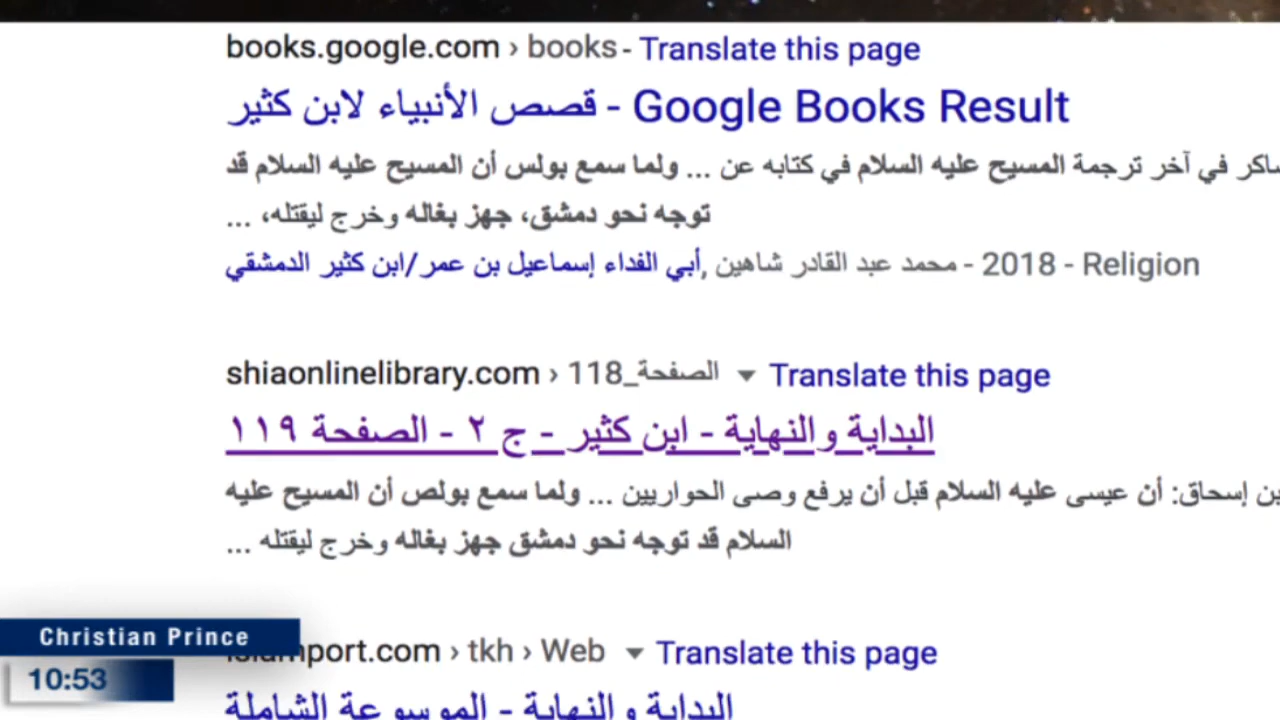 books.google.com › books - Translate this page
قصص الأنبياء لابن كثير - Google Books Result
في آخر ترجمة المسيح عليه السلام في كتابه عن ... ولما سمع بولس أن المسيح عليه السلام قد
توجه نحو دمشق، جهز بغاله وخرج ليقتله، ...
أبي الفداء إسماعيل بن عمر/ابن كثير الدمشقي, محمد عبد القادر شاهين - 2018 - Religion
shiaonlinelibrary.com › الصفحة_118 Translate this page
البداية والنهاية - ابن كثير - ج ٢ - الصفحة ١١٩
بن إسحاق: أن عيسى عليه السلام قبل أن يرفع وصى الحواريين ... ولما سمع بولص أن المسيح عليه
السلام قد توجه نحو دمشق جهز بغاله وخرج ليقتله ...
Christian Prince
islamport.com › tkh › Web Translate this page
10:53
البداية والنهاية - الموسوعة الشاملة